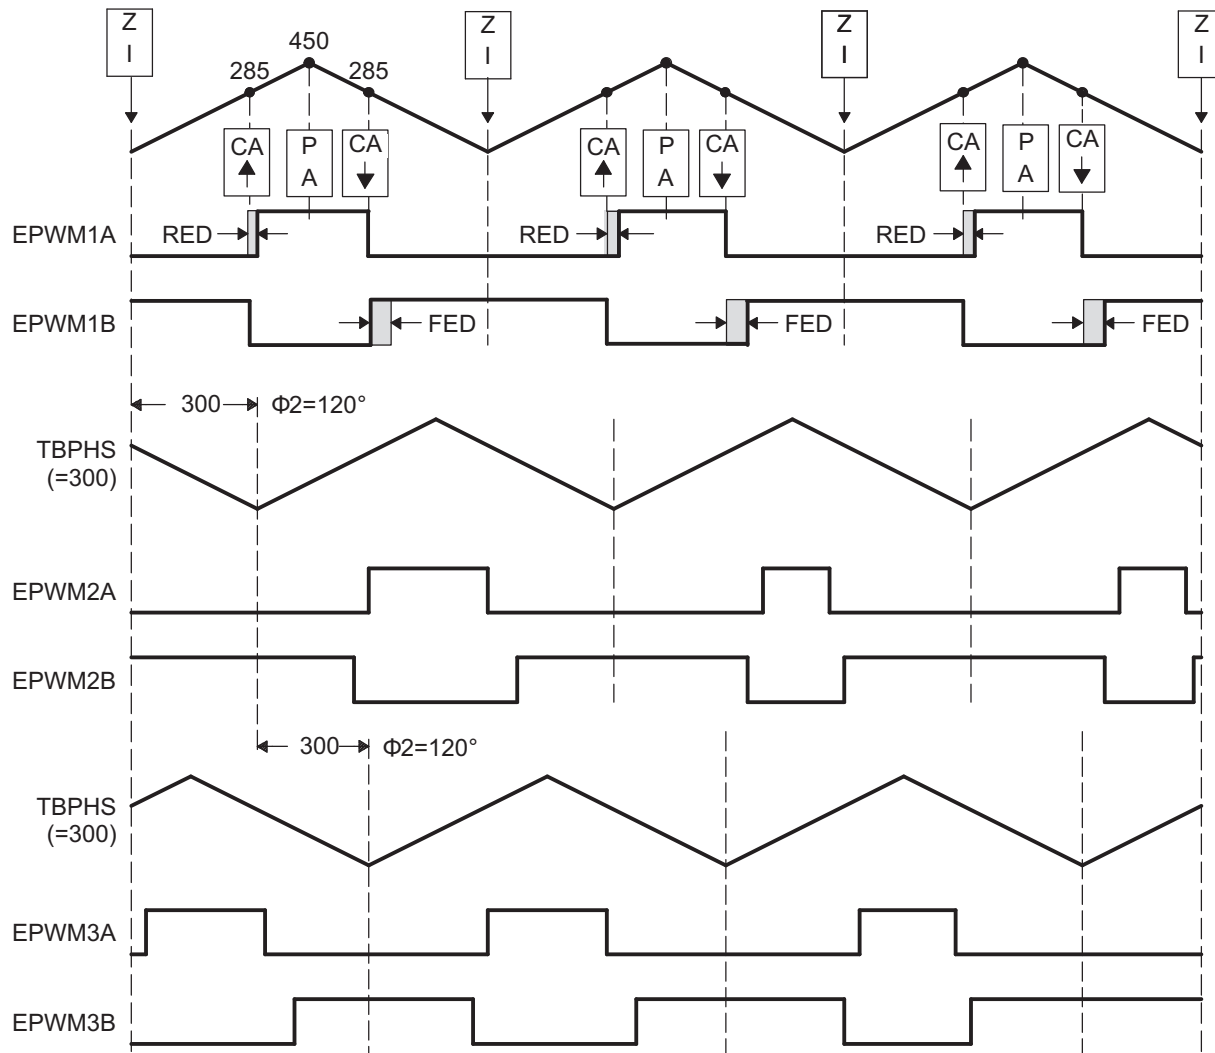 Z
I
Z
I
Z
I
Z
I
450
285
285
CA
P
A
CA
CA
P
A
CA
CA
P
A
CA
EPWM1A
RED
RED
RED
EPWM1B
FED
FED
FED
300
Φ2=120°
TBPHS
(=300)
EPWM2A
EPWM2B
300
Φ2=120°
TBPHS
(=300)
EPWM3A
EPWM3B